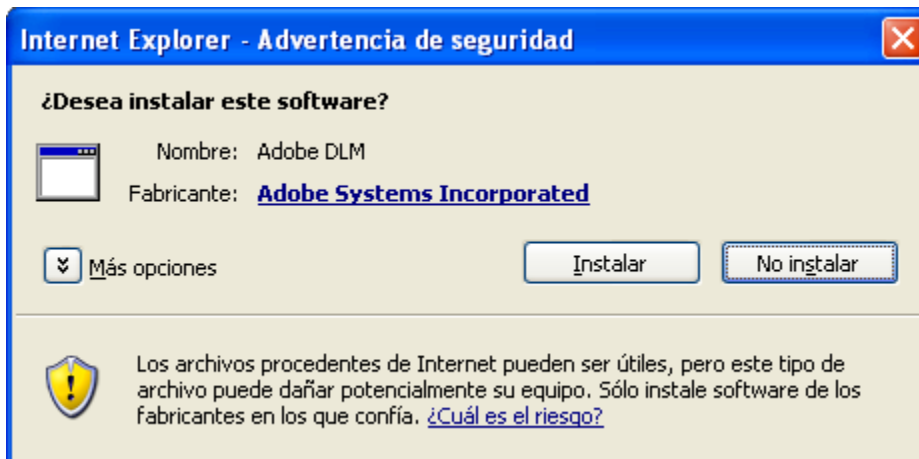 Internet Explorer - Advertencia de seguridad
¿Desea instalar este software?
Nombre: Adobe DLM
Fabricante: Adobe Systems Incorporated
Más opciones
Instalar
No instalar
Los archivos procedentes de Internet pueden ser útiles, pero este tipo de
archivo puede dañar potencialmente su equipo. Sólo instale software de los
fabricantes en los que confía. ¿Cuál es el riesgo?